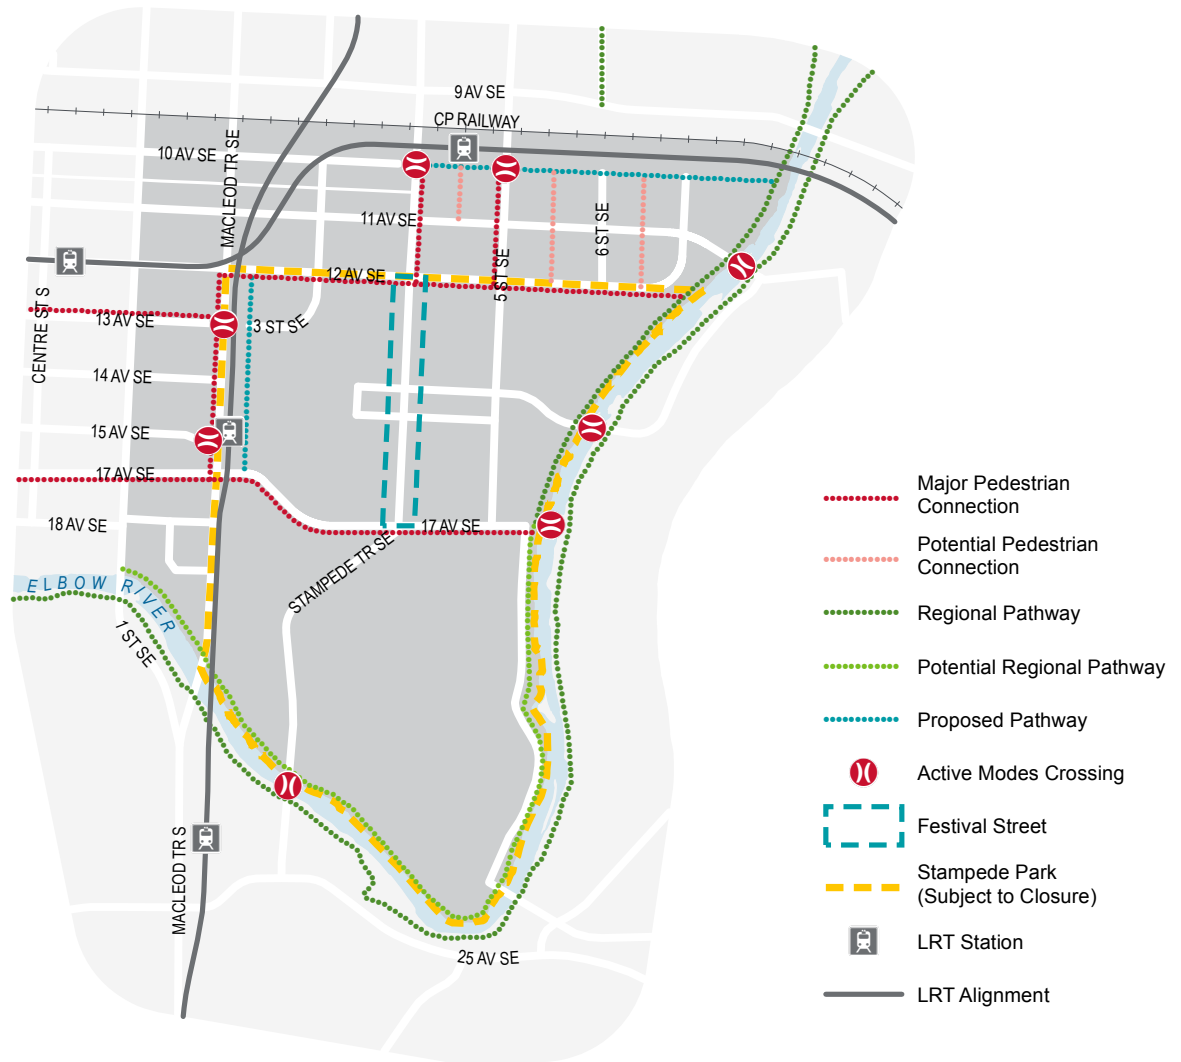 9 AV SE
CP RAILWAY
10 AV SE
MACLEOD TR SE
11 AV SE
6 ST SE
5 ST SE
12 AV SE
CENTRE ST S
13 AV SE
3 ST SE
14 AV SE
15 AV SE
17 AV SE
18 AV SE
17 AV SE
STAMPEDE TR SE
ELBOW RIVER
1 ST SE
MACLEOD TR S
25 AV SE
Major Pedestrian
Connection
Potential Pedestrian
Connection
Regional Pathway
Potential Regional Pathway
Proposed Pathway
Active Modes Crossing
Festival Street
Stampede Park
(Subject to Closure)
LRT Station
LRT Alignment